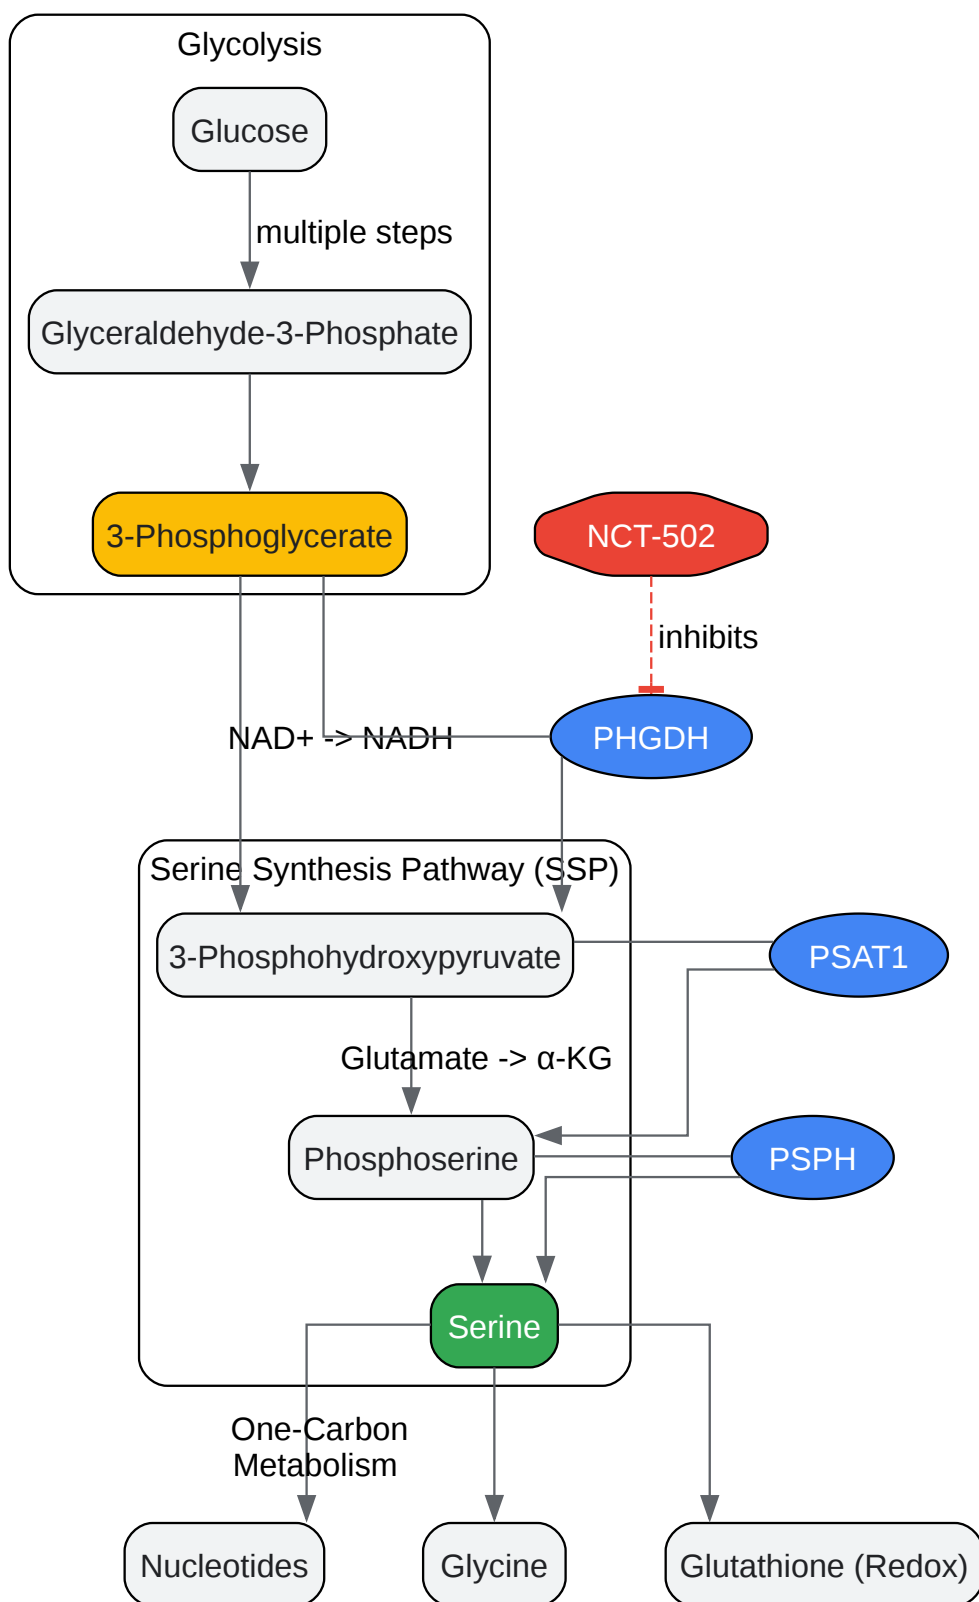 Glycolysis
Glucose
multiple steps
Glyceraldehyde-3-Phosphate
3-Phosphoglycerate
NCT-502
inhibits
NAD+ -> NADH
PHGDH
Serine Synthesis Pathway (SSP)
3-Phosphohydroxypyruvate
PSAT1
Glutamate -> α-KG
Phosphoserine
PSPH
Serine
One-Carbon
Metabolism
Nucleotides
Glycine
Glutathione (Redox)